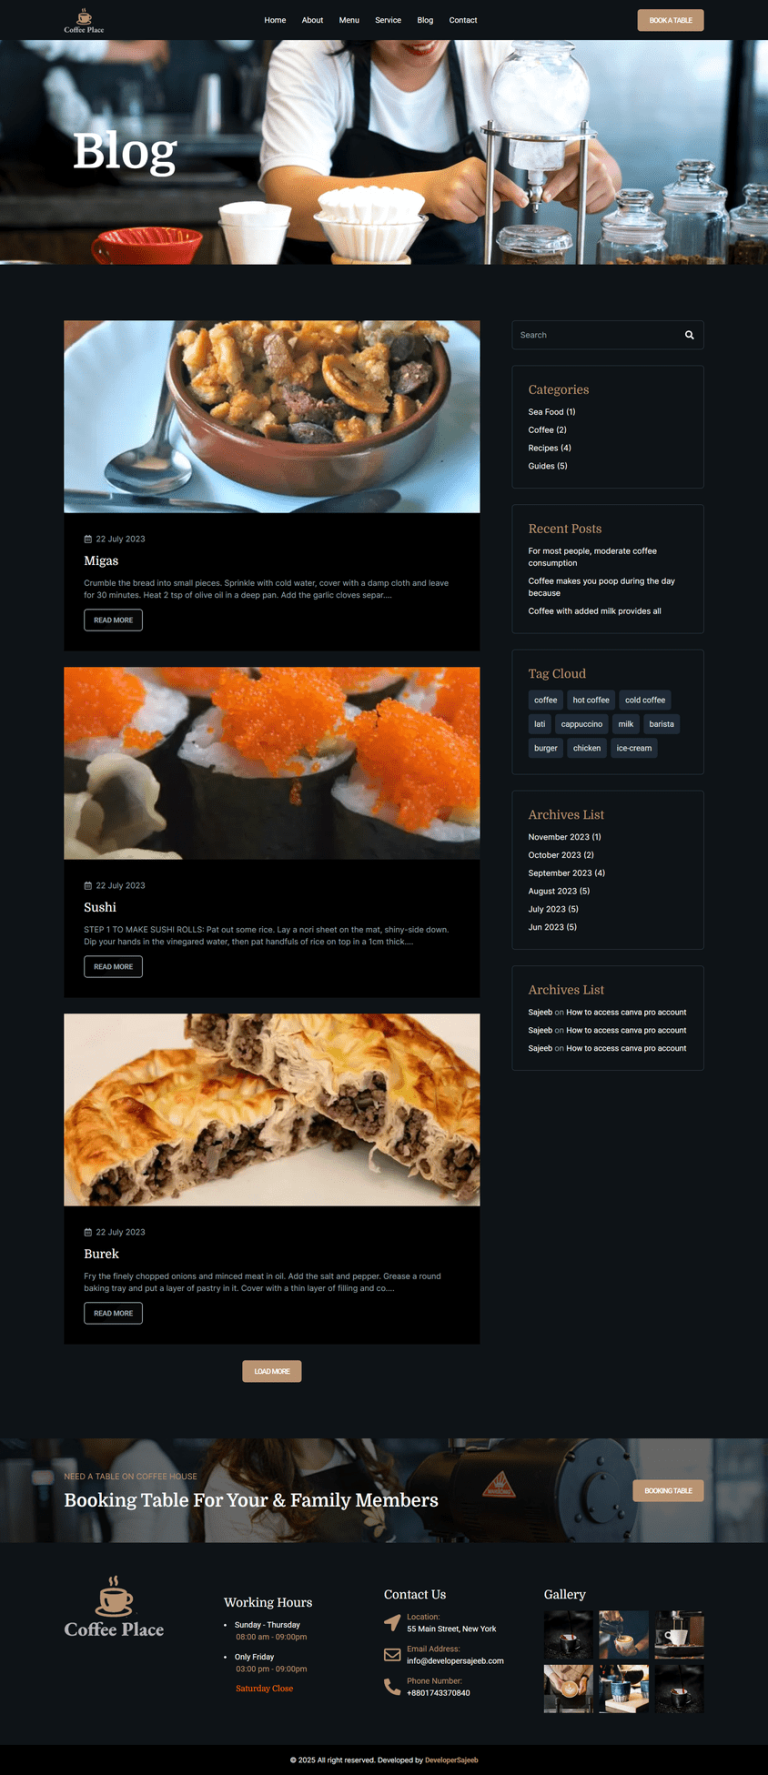 Coffee Place
Home About Menu Service Blog Contact
BOOK A TABLE
Blog
22 July 2023
Migas
Crumble the bread into small pieces. Sprinkle with cold water, cover with a damp cloth and leave
for 30 minutes. Heat 2 tsp of olive oil in a deep pan. Add the garlic cloves separ....
READ MORE
22 July 2023
Sushi
STEP 1 TO MAKE SUSHI ROLLS: Pat out some rice. Lay a nori sheet on the mat, shiny-side down.
Dip your hands in the vinegared water, then pat handfuls of rice on top in a 1cm thick....
READ MORE
22 July 2023
Burek
Fry the finely chopped onions and minced meat in oil. Add the salt and pepper. Grease a round
baking tray and put a layer of pastry in it. Cover with a thin layer of filling and co....
READ MORE
LOAD MORE
Search
Categories
Sea Food (1)
Coffee (2)
Recipes (4)
Guides (5)
Recent Posts
For most people, moderate coffee
consumption
Coffee makes you poop during the day
because
Coffee with added milk provides all
Tag Cloud
coffee hot coffee cold coffee
lati cappuccino milk barista
burger chicken ice-cream
Archives List
November 2023 (1)
October 2023 (2)
September 2023 (4)
August 2023 (5)
July 2023 (5)
Jun 2023 (5)
Archives List
Sajeeb on How to access canva pro account
Sajeeb on How to access canva pro account
Sajeeb on How to access canva pro account
NEED A TABLE ON COFFEE HOUSE
Booking Table For Your & Family Members
BOOKING TABLE
Coffee Place
Working Hours
Sunday - Thursday
08:00 am - 09:00pm
Only Friday
03:00 pm - 09:00pm
Saturday Close
Contact Us
Location:
55 Main Street, New York
Email Address:
info@developersajeeb.com
Phone Number:
+8801743370840
Gallery
© 2025 All right reserved. Developed by DeveloperSajeeb